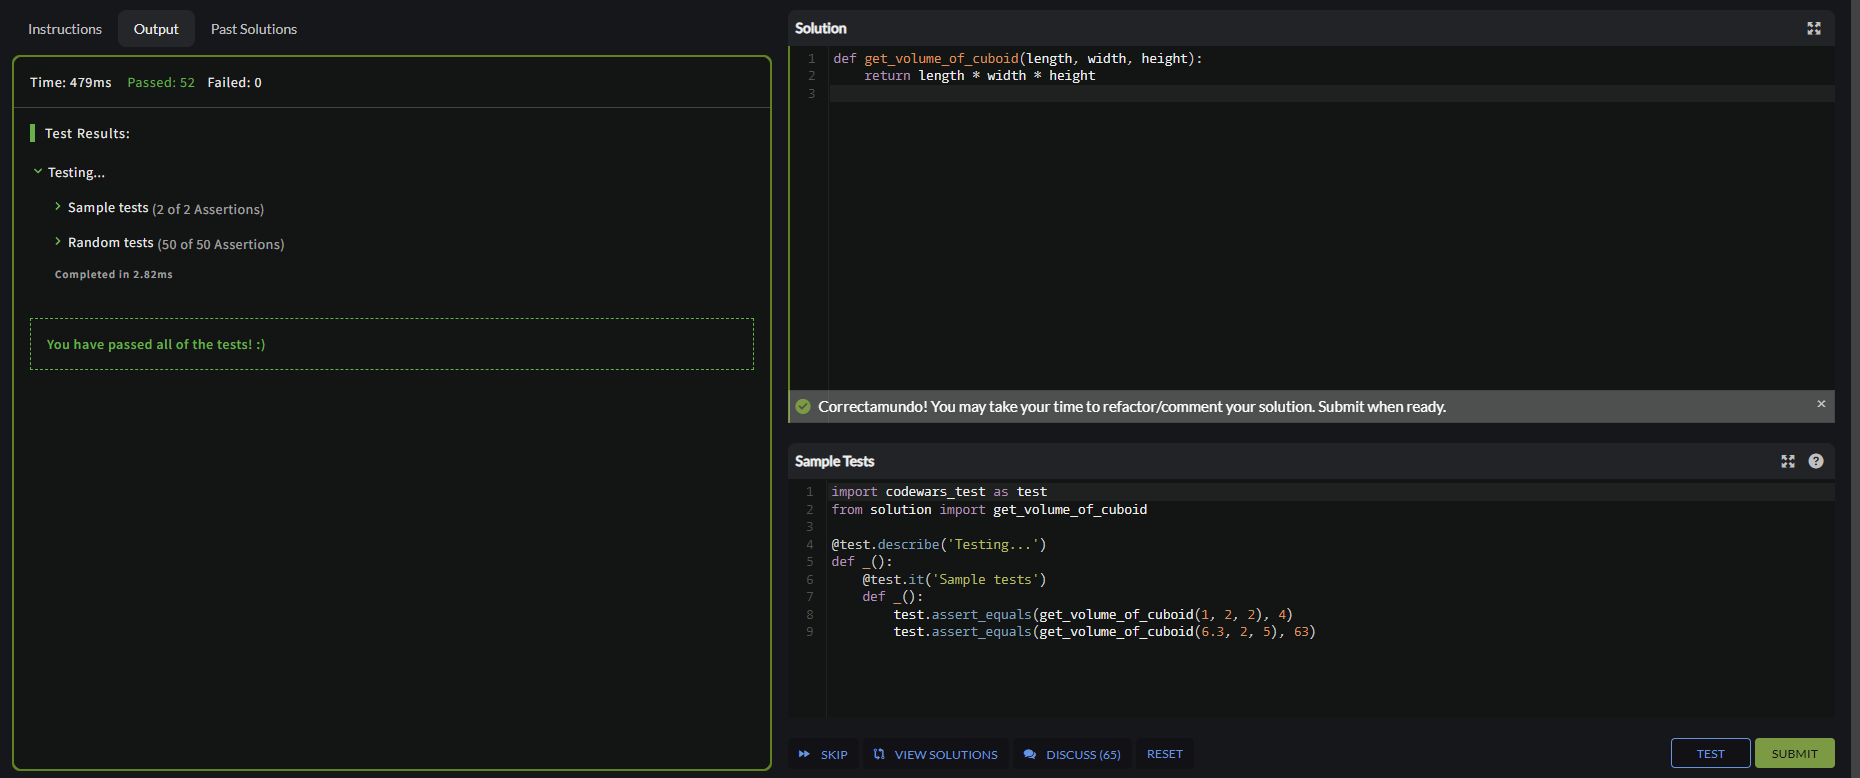 Instructions Output Past Solutions
Time: 479ms Passed: 52 Failed: 0
Test Results:
Testing...
Sample tests (2 of 2 Assertions)
Random tests (50 of 50 Assertions)
Completed in 2.82ms
You have passed all of the tests! :)
Solution
1 def get_volume_of_cuboid(length, width, height):
2     return length * width * height
3
Correctamundo! You may take your time to refactor/comment your solution. Submit when ready. ×
Sample Tests ?
1 import codewars_test as test
2 from solution import get_volume_of_cuboid
3
4 @test.describe('Testing...')
5 def _():
6     @test.it('Sample tests')
7     def _():
8         test.assert_equals(get_volume_of_cuboid(1, 2, 2), 4)
9         test.assert_equals(get_volume_of_cuboid(6.3, 2, 5), 63)
SKIP VIEW SOLUTIONS DISCUSS (65) RESET TEST SUBMIT